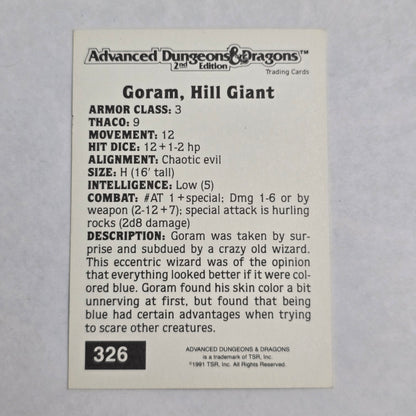 Advanced Dungeons & Dragons™
2nd Edition
Trading Cards
Goram, Hill Giant
ARMOR CLASS: 3
THACO: 9
MOVEMENT: 12
HIT DICE: 12+1-2 hp
ALIGNMENT: Chaotic evil
SIZE: H (16' tall)
INTELLIGENCE: Low (5)
COMBAT: #AT 1+special; Dmg 1-6 or by
weapon (2-12+7); special attack is hurling
rocks (2d8 damage)
DESCRIPTION: Goram was taken by sur-
prise and subdued by a crazy old wizard.
This eccentric wizard was of the opinion
that everything looked better if it were col-
ored blue. Goram found his skin color a bit
unnerving at first, but found that being
blue had certain advantages when trying
to scare other creatures.
326
ADVANCED DUNGEONS & DRAGONS
is a trademark of TSR, Inc.
©1991 TSR, Inc. All Rights Reserved.